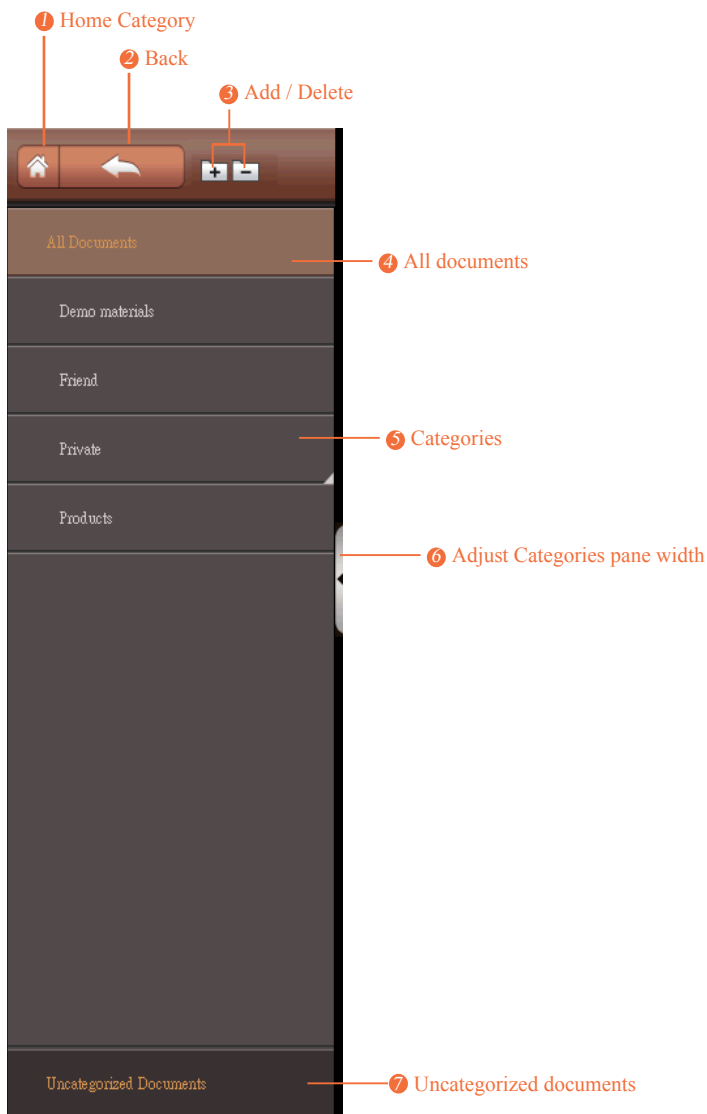 1 Home Category
2 Back
3 Add / Delete
All Documents
4 All documents
Demo materials
Friend
5 Categories
Private
Products
6 Adjust Categories pane width
Uncategorized Documents
7 Uncategorized documents